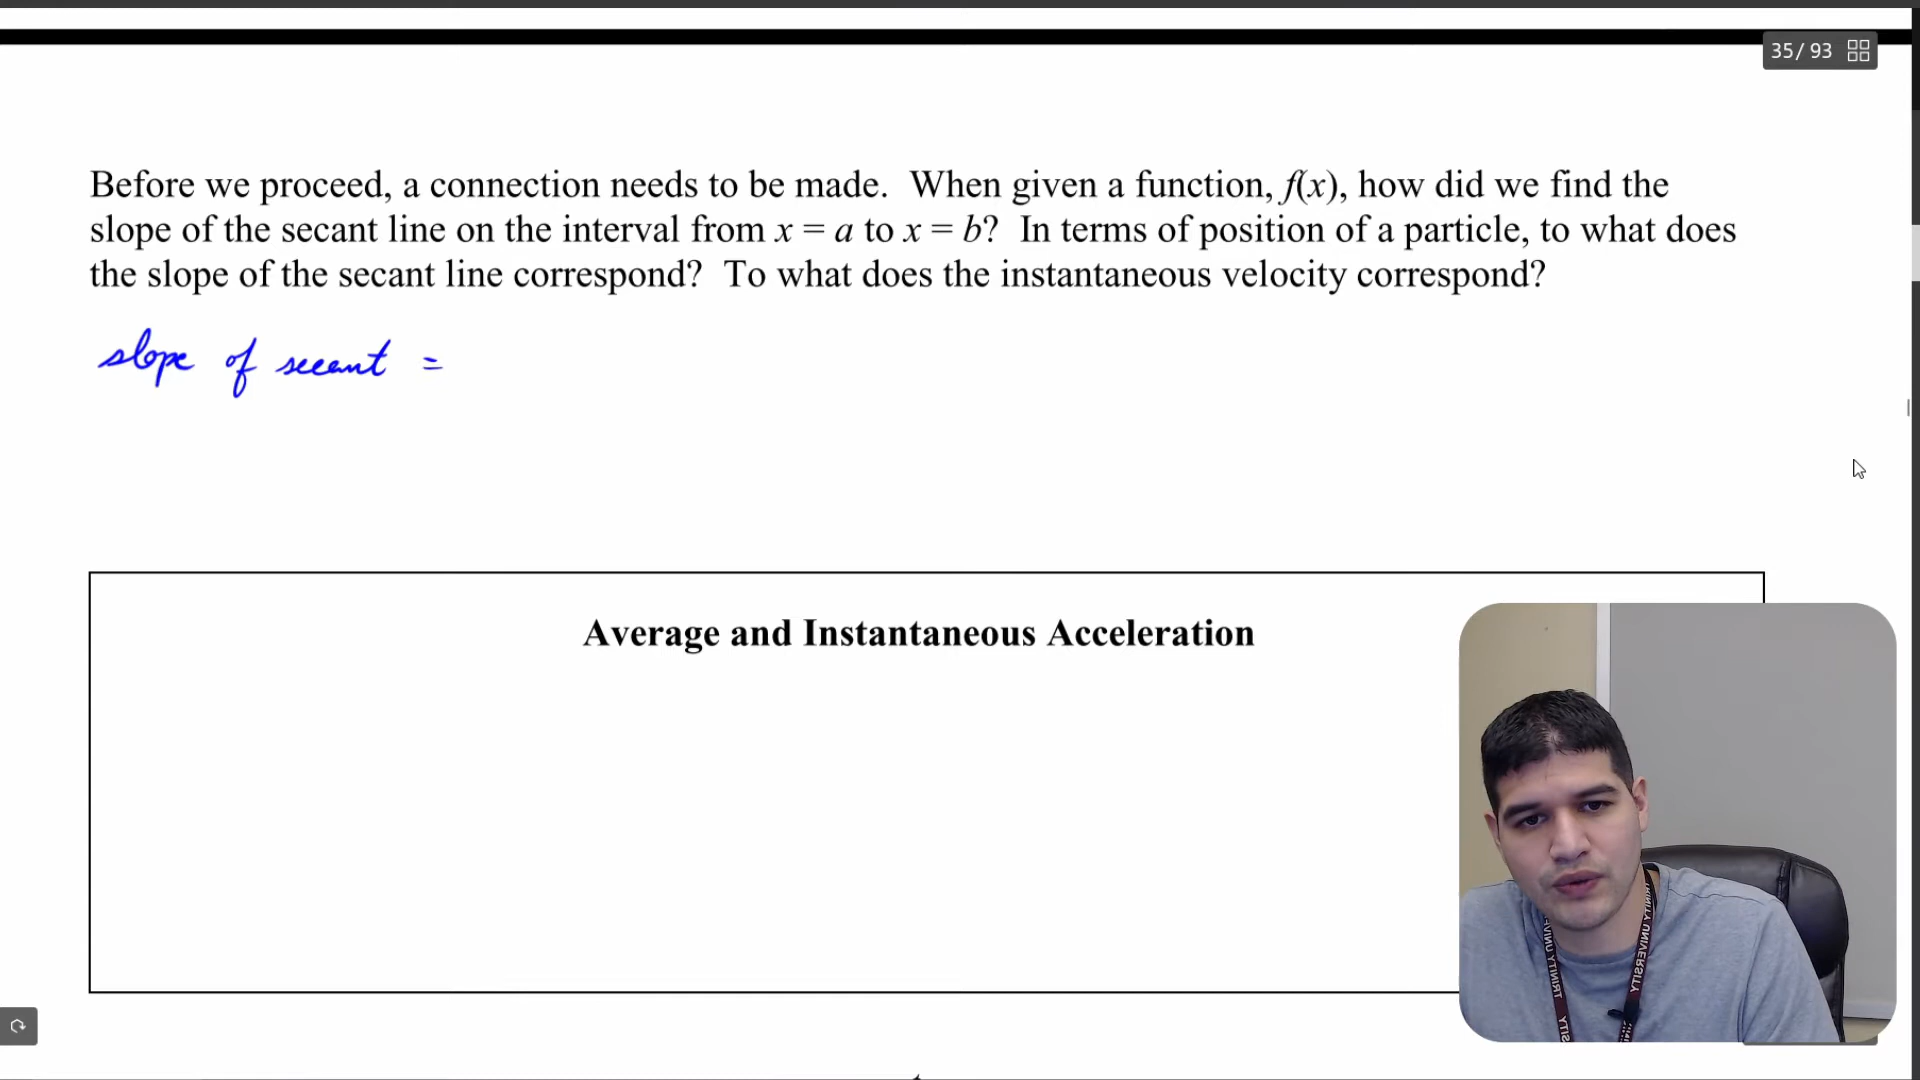 35/ 93
Before we proceed, a connection needs to be made. When given a function, f(x), how did we find the
slope of the secant line on the interval from x = a to x = b? In terms of position of a particle, to what does
the slope of the secant line correspond? To what does the instantaneous velocity correspond?
slope of secant =
Average and Instantaneous Acceleration
TRINITY UNIVERSITY